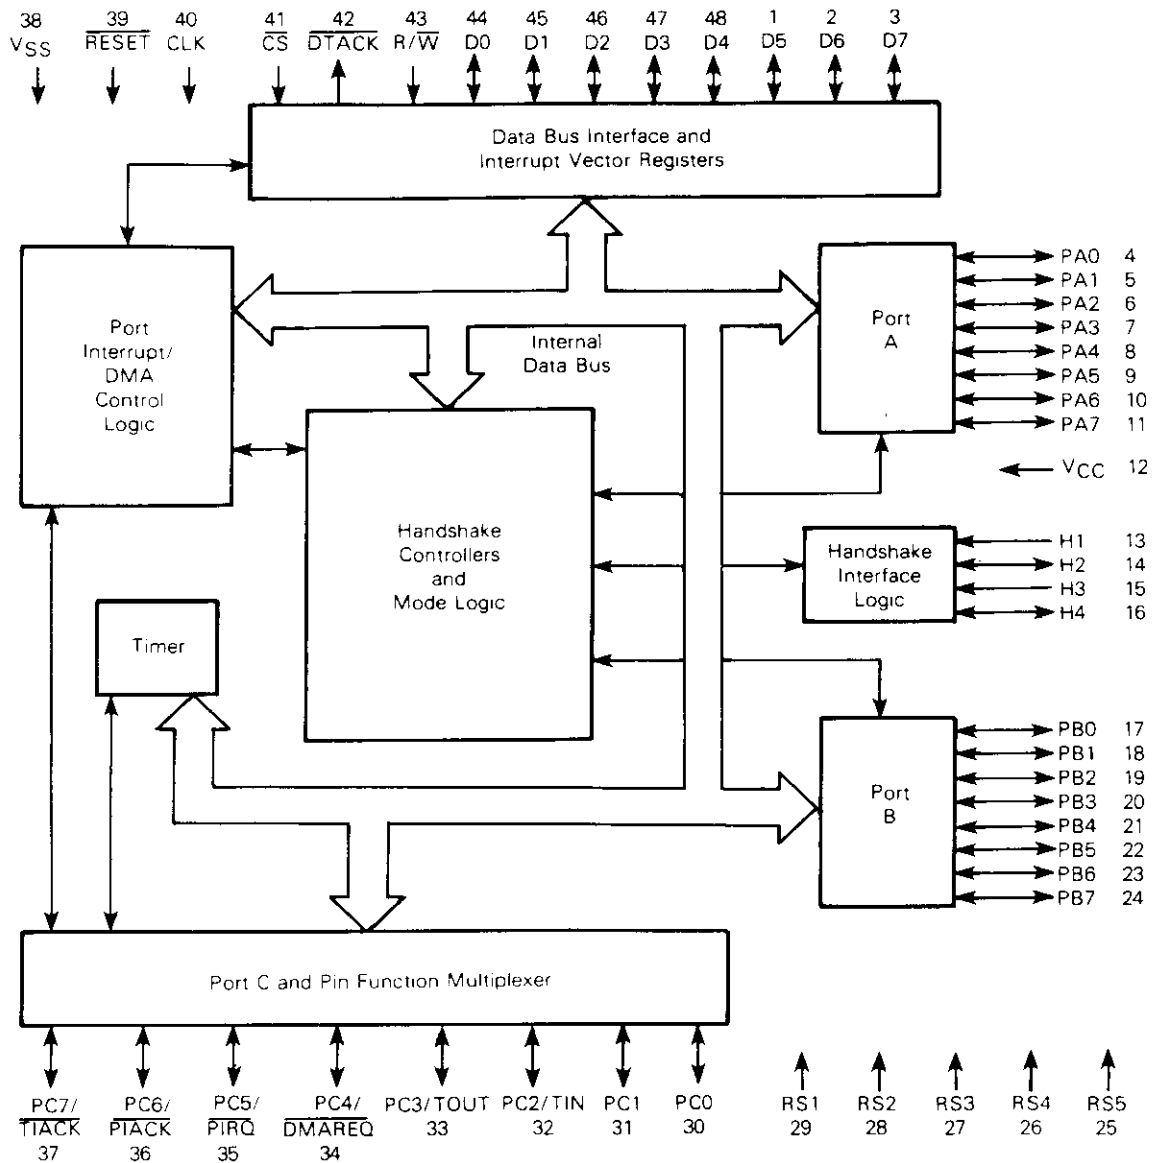 38 39 40 41 42 43 44 45 46 47 48 1 2 3
VSS RESET CLK CS DTACK R/W D0 D1 D2 D3 D4 D5 D6 D7
Data Bus Interface and
Interrupt Vector Registers
Port
Interrupt/
DMA
Control
Logic
Internal
Data Bus
Port
A
PA0 4
PA1 5
PA2 6
PA3 7
PA4 8
PA5 9
PA6 10
PA7 11
VCC 12
Handshake
Controllers
and
Mode Logic
Handshake
Interface
Logic
H1 13
H2 14
H3 15
H4 16
Timer
Port
B
PB0 17
PB1 18
PB2 19
PB3 20
PB4 21
PB5 22
PB6 23
PB7 24
Port C and Pin Function Multiplexer
PC7/
TIACK
37
PC6/
PIACK
36
PC5/
PIRQ
35
PC4/
DMAREQ
34
PC3/TOUT
33
PC2/TIN
32
PC1
31
PC0
30
RS1
29
RS2
28
RS3
27
RS4
26
RS5
25